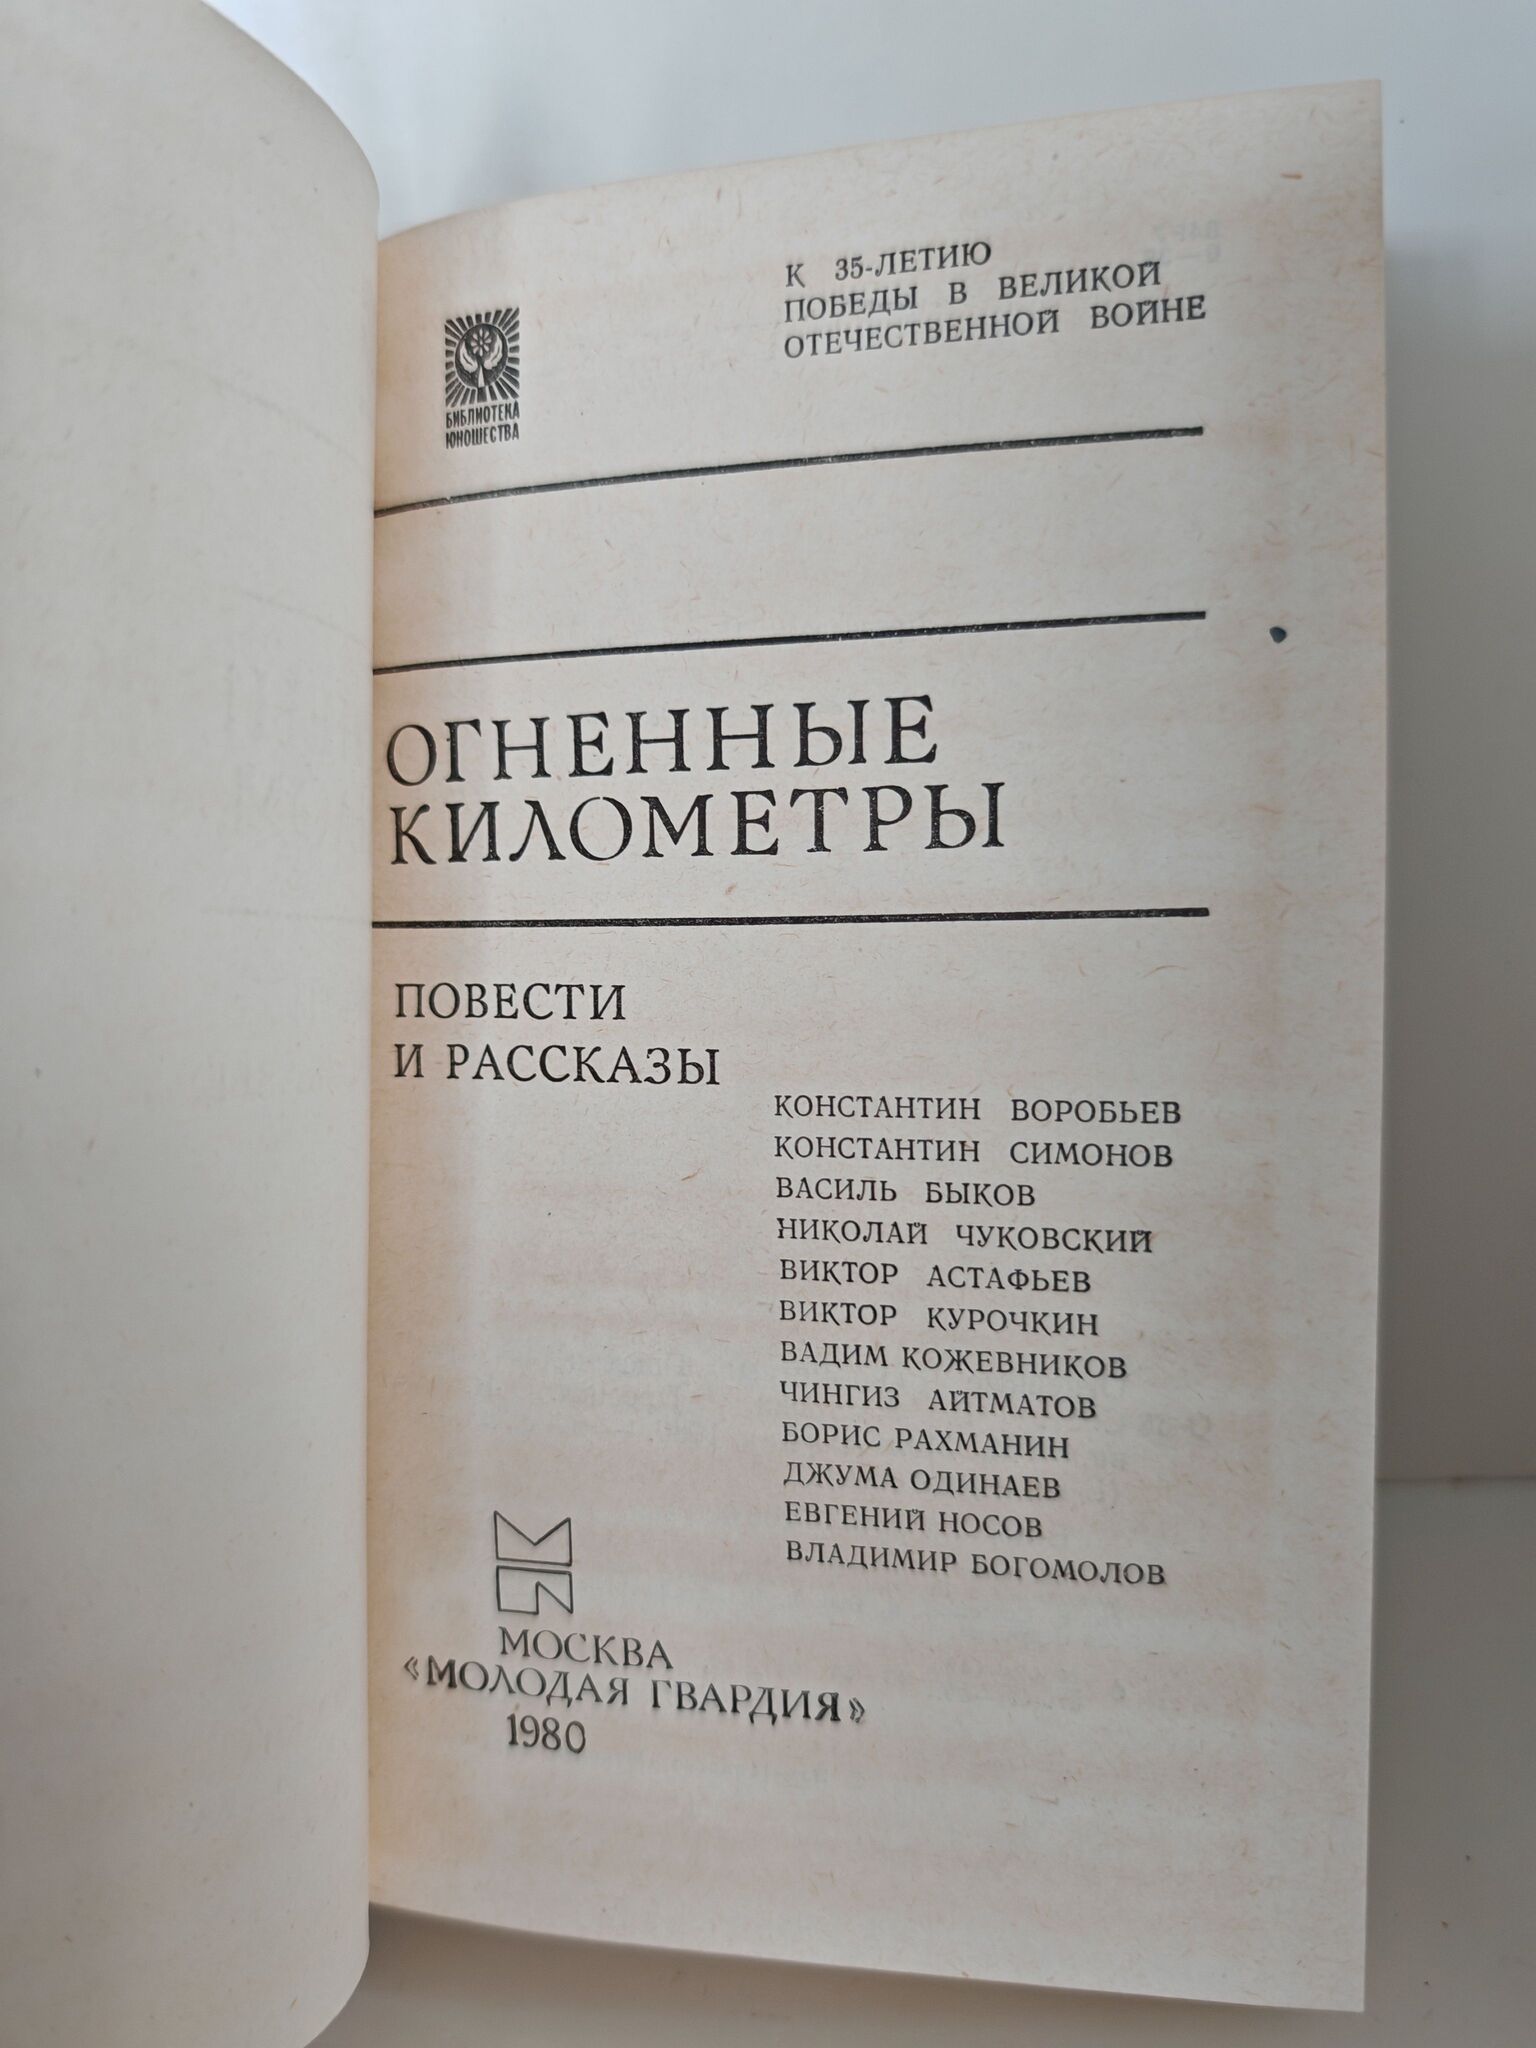 К 35-ЛЕТИЮ
ПОБЕДЫ В ВЕЛИКОЙ
ОТЕЧЕСТВЕННОЙ ВОЙНЕ
БИБЛИОТЕКА
ЮНОШЕСТВА
ОГНЕННЫЕ
КИЛОМЕТРЫ
ПОВЕСТИ
И РАССКАЗЫ
КОНСТАНТИН ВОРОБЬЕВ
КОНСТАНТИН СИМОНОВ
ВАСИЛЬ БЫКОВ
НИКОЛАЙ ЧУКОВСКИЙ
ВИКТОР АСТАФЬЕВ
ВИКТОР КУРОЧКИН
ВАДИМ КОЖЕВНИКОВ
ЧИНГИЗ АЙТМАТОВ
БОРИС РАХМАНИН
ДЖУМА ОДИНАЕВ
ЕВГЕНИЙ НОСОВ
ВЛАДИМИР БОГОМОЛОВ
МОСКВА
«МОЛОДАЯ ГВАРДИЯ»
1980